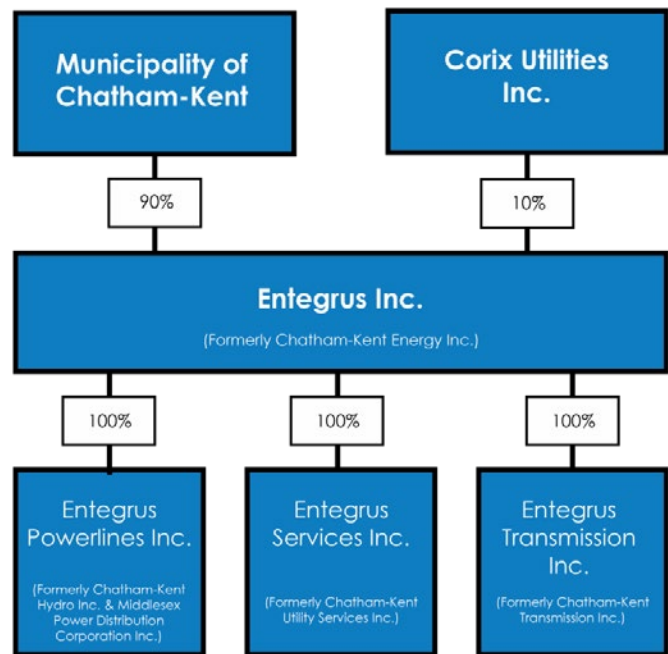 Municipality of
Chatham-Kent
Corix Utilities
Inc.
90%
10%
Entegrus Inc.
(Formerly Chatham-Kent Energy Inc.)
100%
100%
100%
Entegrus
Powerlines Inc.
(Formerly Chatham-Kent
Hydro Inc. & Middlesex
Power Distribution
Corporation Inc.)
Entegrus
Services Inc.
(Formerly Chatham-Kent
Utility Services Inc.)
Entegrus
Transmission
Inc.
(Formerly Chatham-Kent
Transmission Inc.)